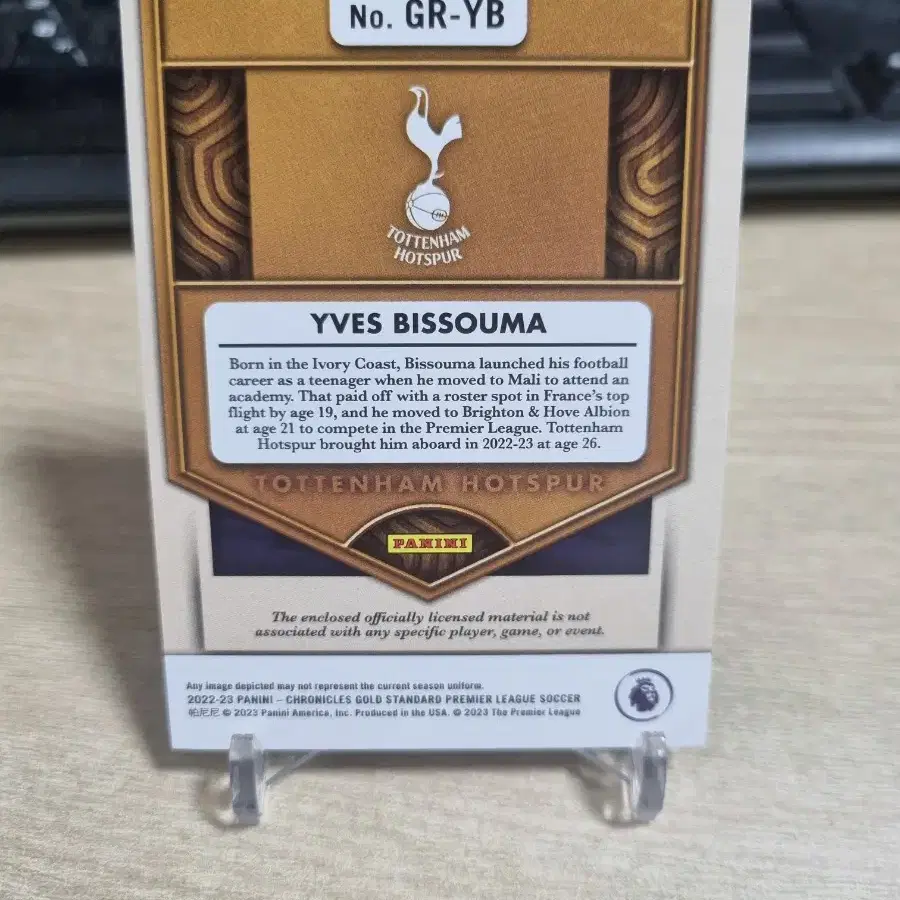 No. GR-YB
TOTTENHAM
HOTSPUR
YVES BISSOUMA
Born in the Ivory Coast, Bissouma launched his football
career as a teenager when he moved to Mali to attend an
academy. That paid off with a roster spot in France's top
flight by age 19, and he moved to Brighton & Hove Albion
at age 21 to compete in the Premier League. Tottenham
Hotspur brought him aboard in 2022-23 at age 26.
TOTTENHAM HOTSPUR
PANINI
The enclosed officially licensed material is not
associated with any specific player, game, or event.
Any image depicted may not represent the current season uniform.
2022-23 PANINI – CHRONICLES GOLD STANDARD PREMIER LEAGUE SOCCER
帕尼尼 © 2023 Panini America, Inc. Produced in the USA. © 2023 The Premier League